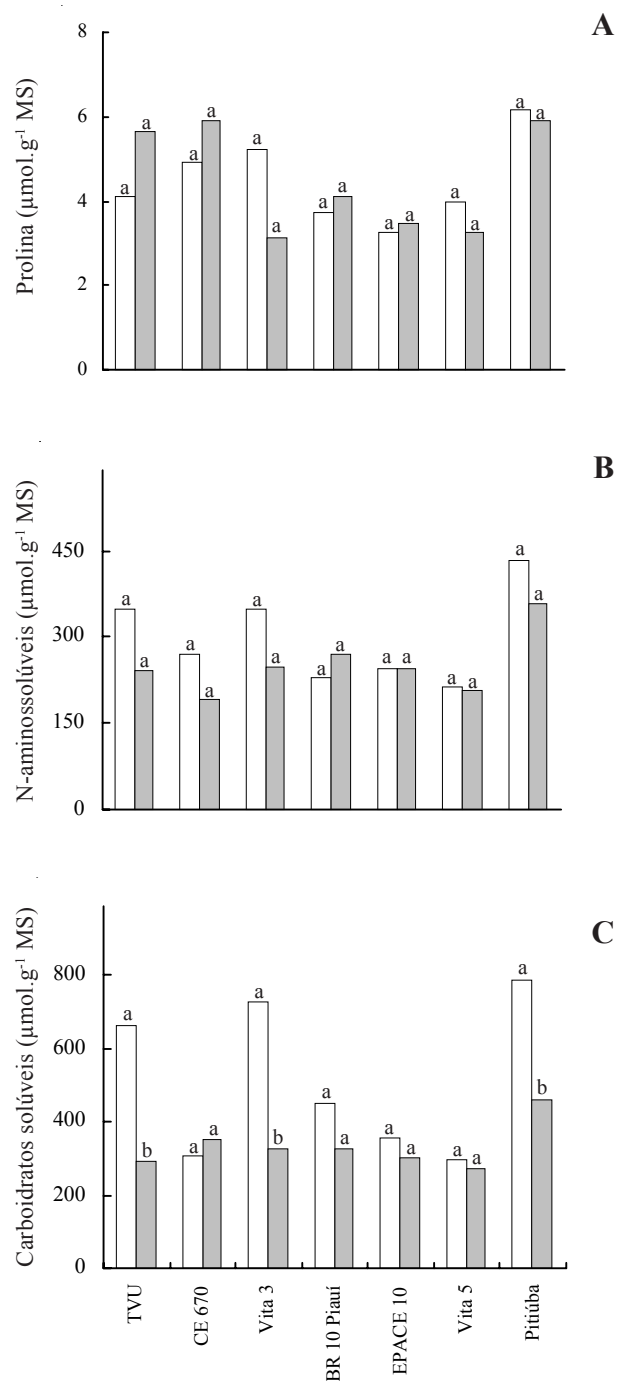 A
8
6
4
2
0
Prolina (µmol.g⁻¹ MS)
a a a a a a a a a a a a a a
B
450
300
150
0
N-aminossolúveis (µmol.g⁻¹ MS)
a a a a a a a a a a a a a a
C
800
600
400
200
0
Carboidratos solúveis (µmol.g⁻¹ MS)
a b a a a b a a a a a a a b
TVU
CE 670
Vita 3
BR 10 Piauí
EPACE 10
Vita 5
Pitiúba